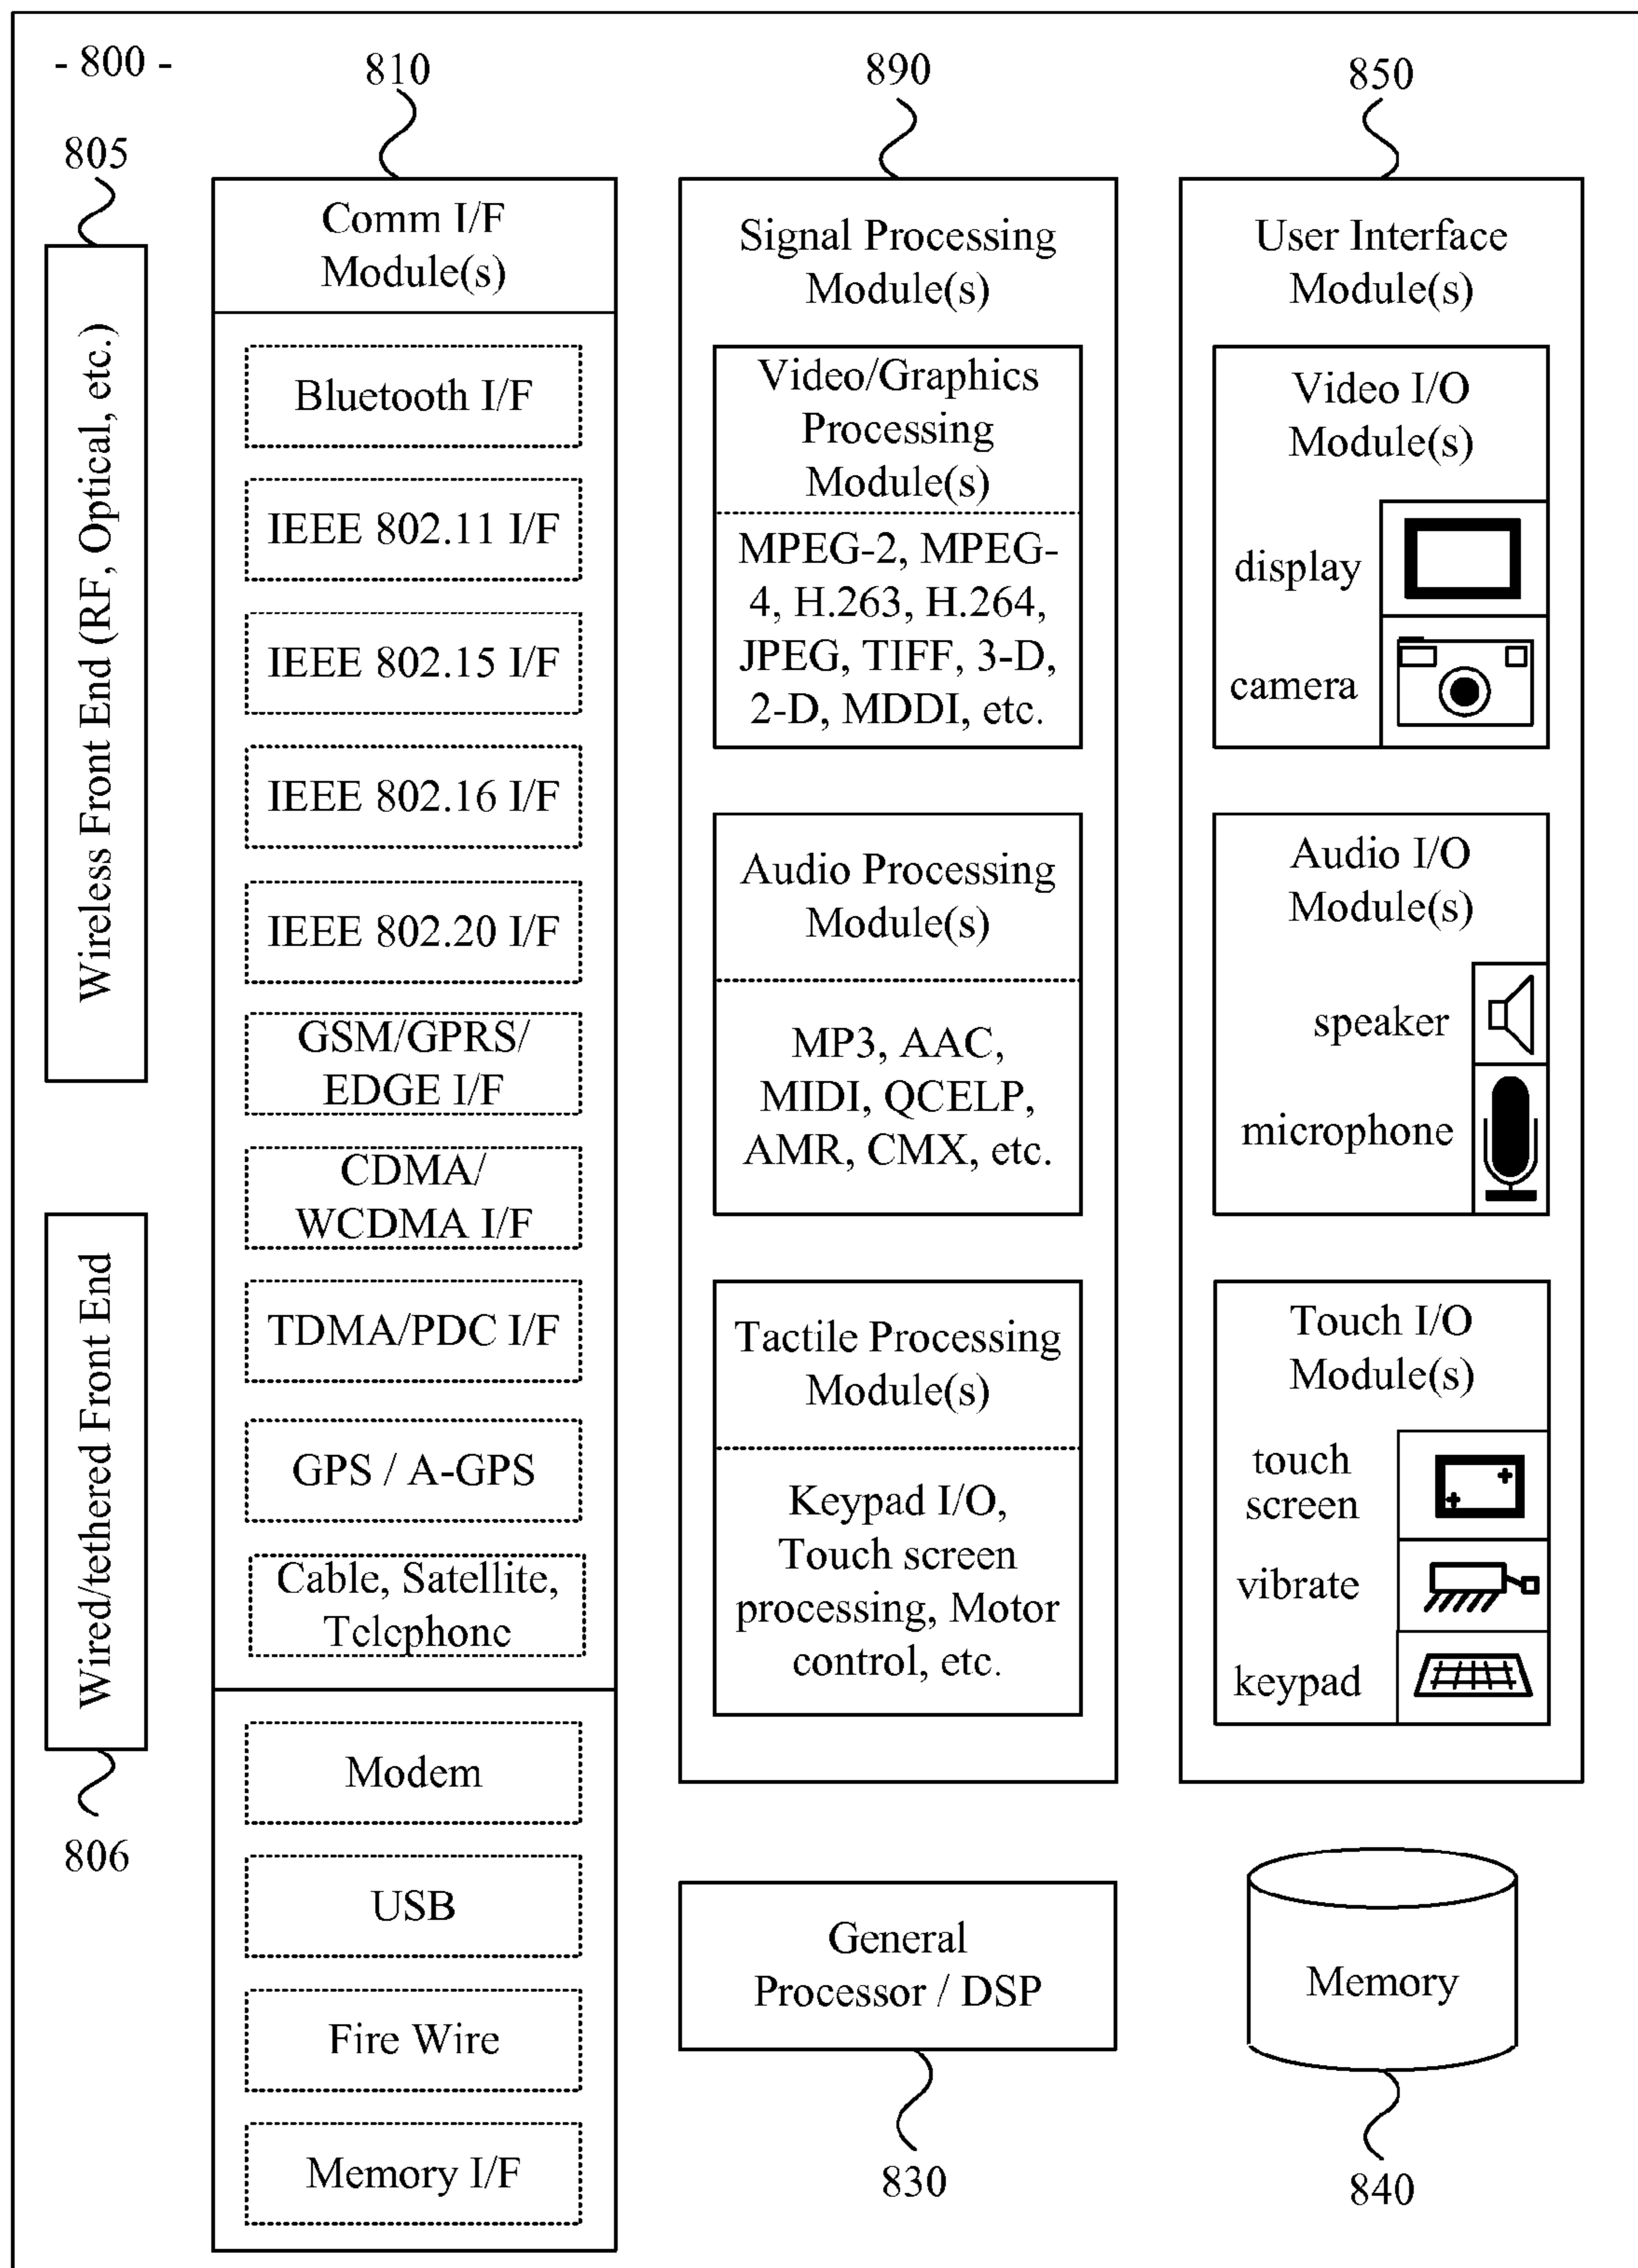 - 800 -
805
Wireless Front End (RF, Optical, etc.)
Wired/tethered Front End
806
810
Comm I/F
Module(s)
Bluetooth I/F
IEEE 802.11 I/F
IEEE 802.15 I/F
IEEE 802.16 I/F
IEEE 802.20 I/F
GSM/GPRS/
EDGE I/F
CDMA/
WCDMA I/F
TDMA/PDC I/F
GPS / A-GPS
Cable, Satellite,
Telephone
Modem
USB
Fire Wire
Memory I/F
890
Signal Processing
Module(s)
Video/Graphics
Processing
Module(s)
MPEG-2, MPEG-
4, H.263, H.264,
JPEG, TIFF, 3-D,
2-D, MDDI, etc.
Audio Processing
Module(s)
MP3, AAC,
MIDI, QCELP,
AMR, CMX, etc.
Tactile Processing
Module(s)
Keypad I/O,
Touch screen
processing, Motor
control, etc.
General
Processor / DSP
830
850
User Interface
Module(s)
Video I/O
Module(s)
display
camera
Audio I/O
Module(s)
speaker
microphone
Touch I/O
Module(s)
touch
screen
vibrate
keypad
Memory
840